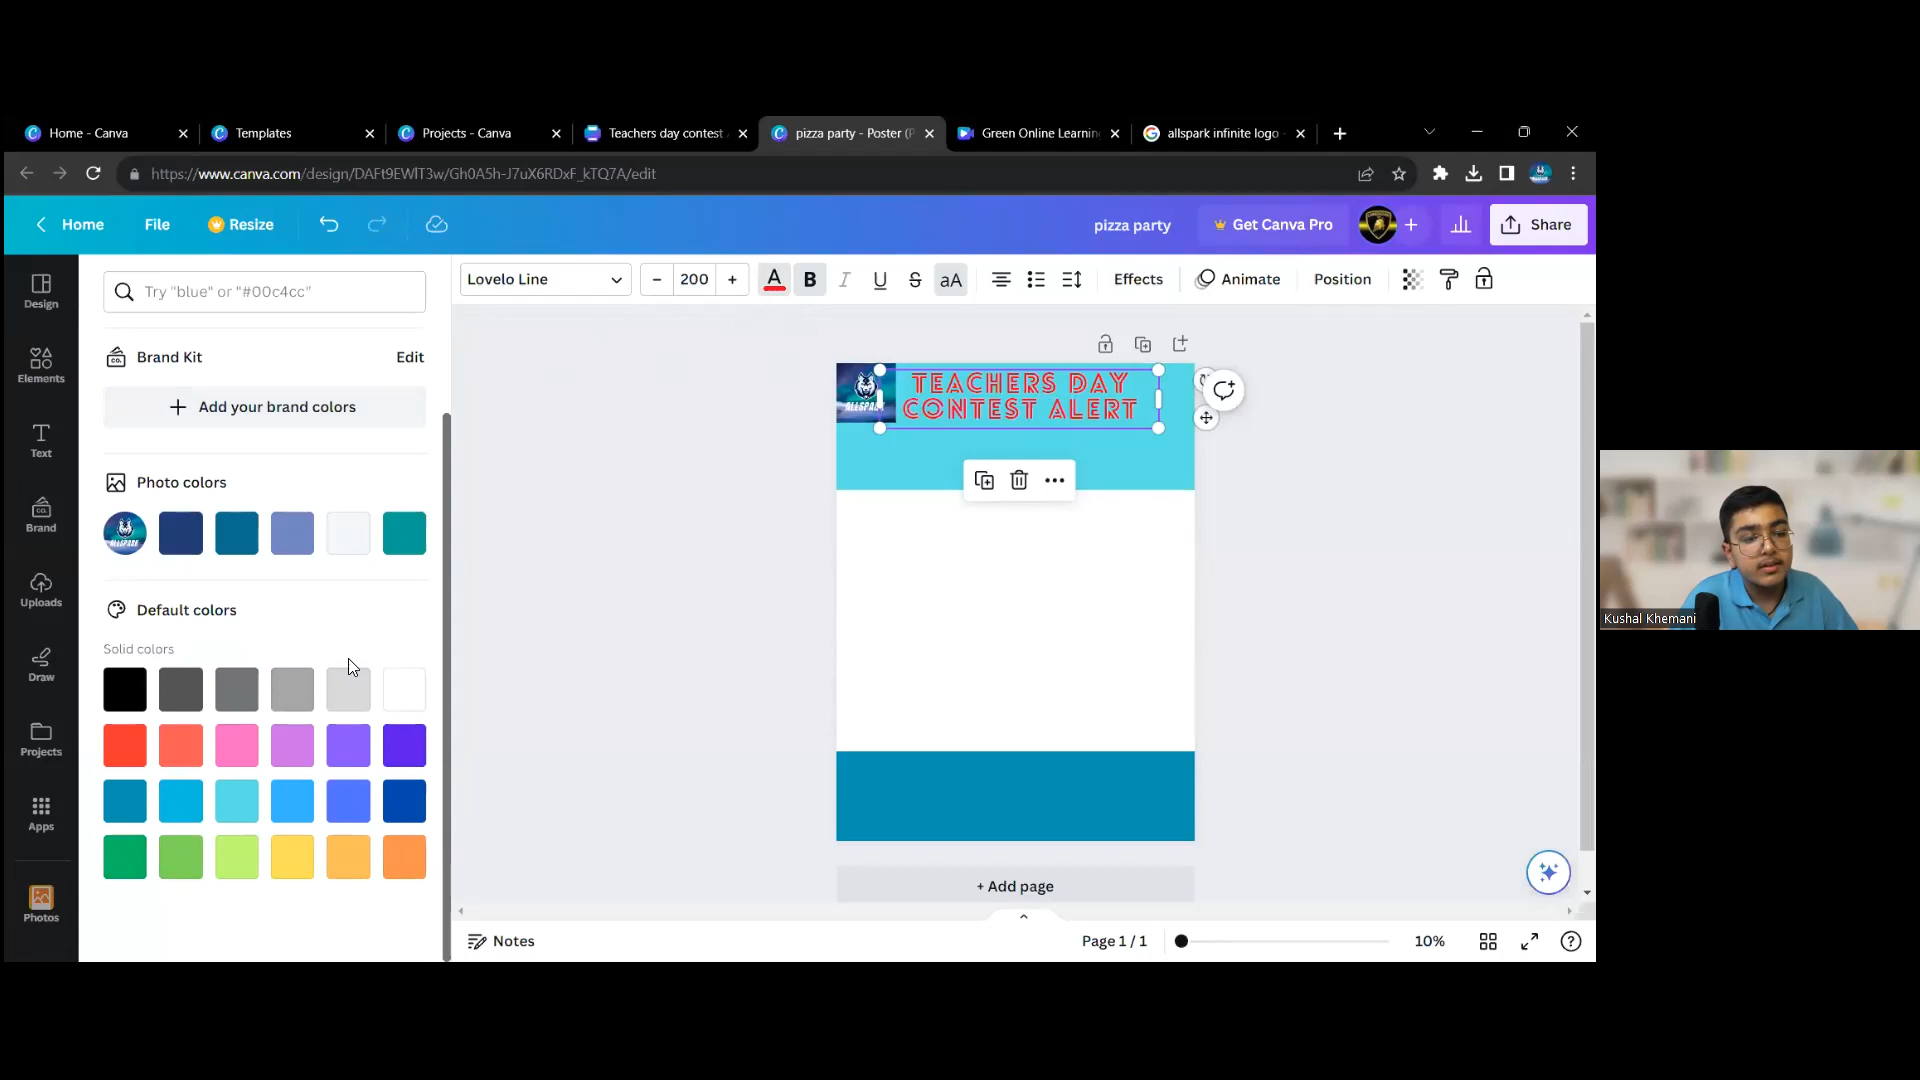 Home - Canva
Templates
Projects - Canva
Teachers day contest
pizza party - Poster (P
Green Online Learnin
allspark infinite logo
https://www.canva.com/design/DAFt9EWlT3w/Gh0A5h-J7uX6RDxF_kTQ7A/edit
Home
File
Resize
pizza party
Get Canva Pro
Share
Design
Elements
Text
Brand
Uploads
Draw
Projects
Apps
Photos
Try "blue" or "#00c4cc"
Brand Kit
Edit
CO.
Add your brand colors
Photo colors
ALLSPARK
Default colors
Solid colors
Lovelo Line
200
A
B
I
U
S
aA
Effects
Animate
Position
TEACHERS DAY
CONTEST ALERT
+ Add page
Notes
Page 1 / 1
10%
Kushal Khemani